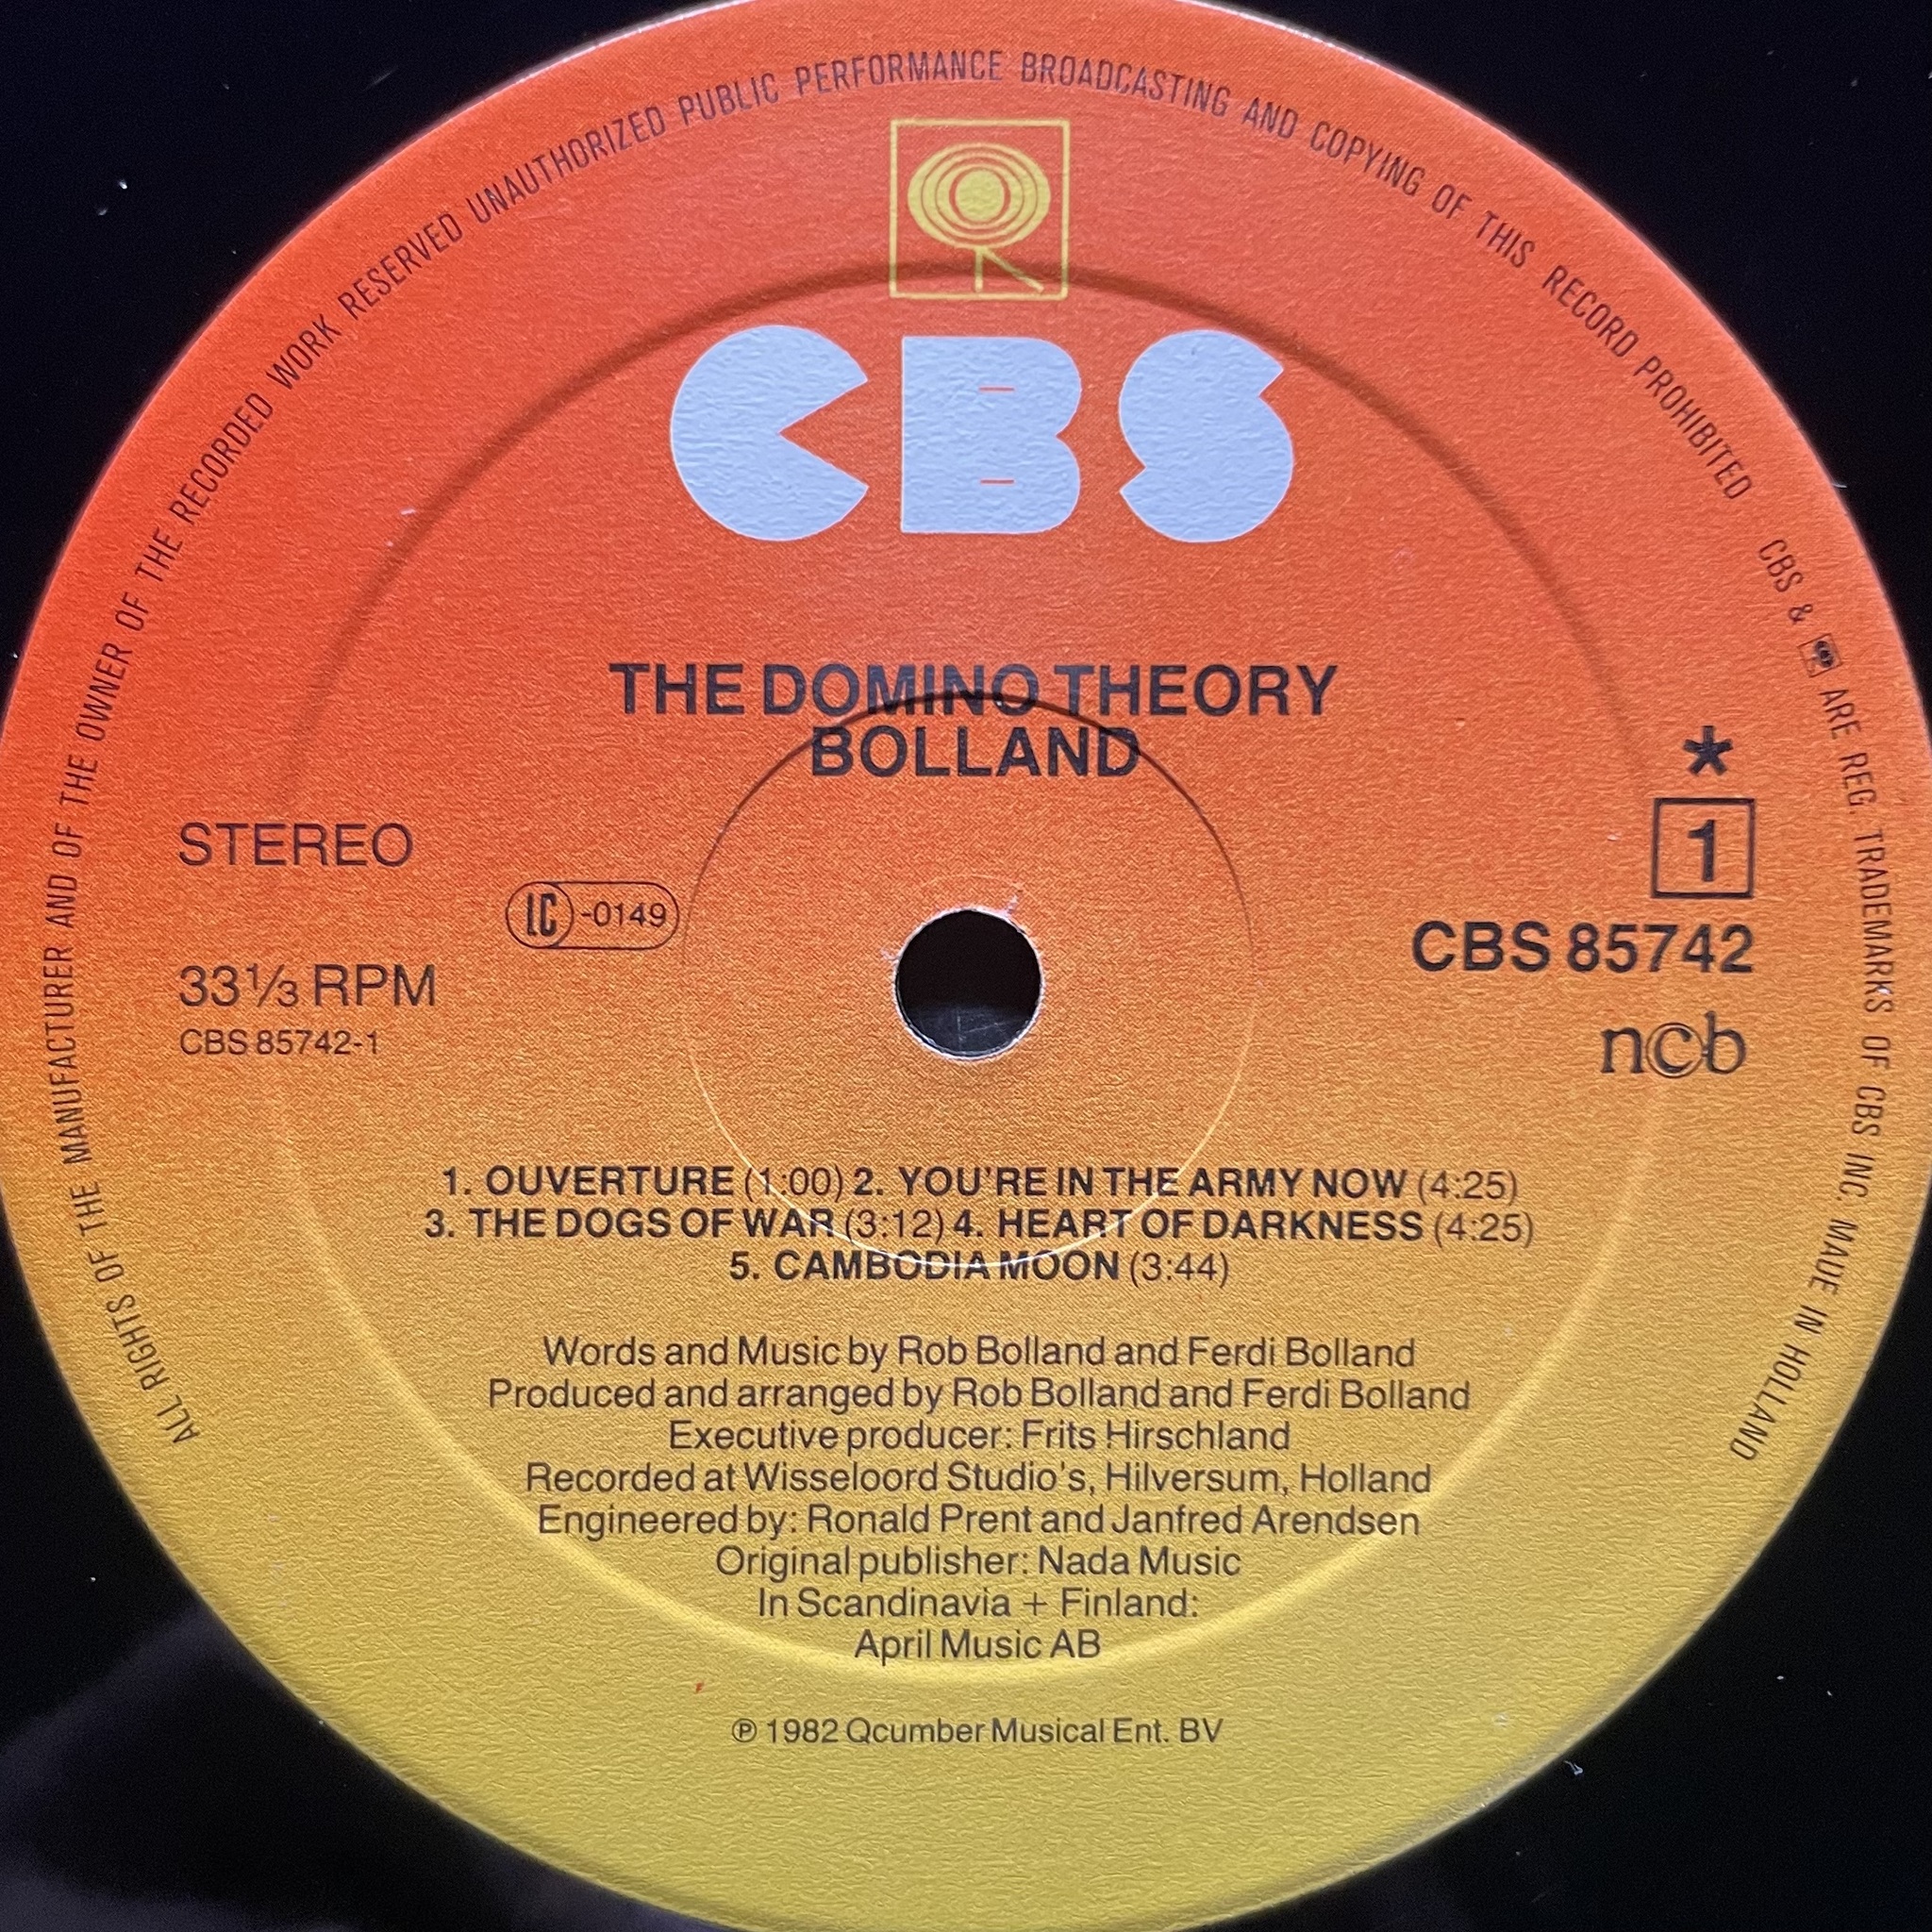 ALL RIGHTS OF THE MANUFACTURER AND OF THE OWNER OF THE RECORDED WORK RESERVED UNAUTHORIZED PUBLIC PERFORMANCE BROADCASTING AND COPYING OF THIS RECORD PROHIBITED CBS & ARE REG. TRADEMARKS OF CBS INC. MADE IN HOLLAND
CBS
THE DOMINO THEORY
BOLLAND
STEREO
LC -0149
33⅓ RPM
CBS 85742-1
*
1
CBS 85742
ncb
1. OUVERTURE (1:00) 2. YOU'RE IN THE ARMY NOW (4:25)
3. THE DOGS OF WAR (3:12) 4. HEART OF DARKNESS (4:25)
5. CAMBODIA MOON (3:44)
Words and Music by Rob Bolland and Ferdi Bolland
Produced and arranged by Rob Bolland and Ferdi Bolland
Executive producer: Frits Hirschland
Recorded at Wisseloord Studio's, Hilversum, Holland
Engineered by: Ronald Prent and Janfred Arendsen
Original publisher: Nada Music
In Scandinavia + Finland:
April Music AB
℗ 1982 Qcumber Musical Ent. BV